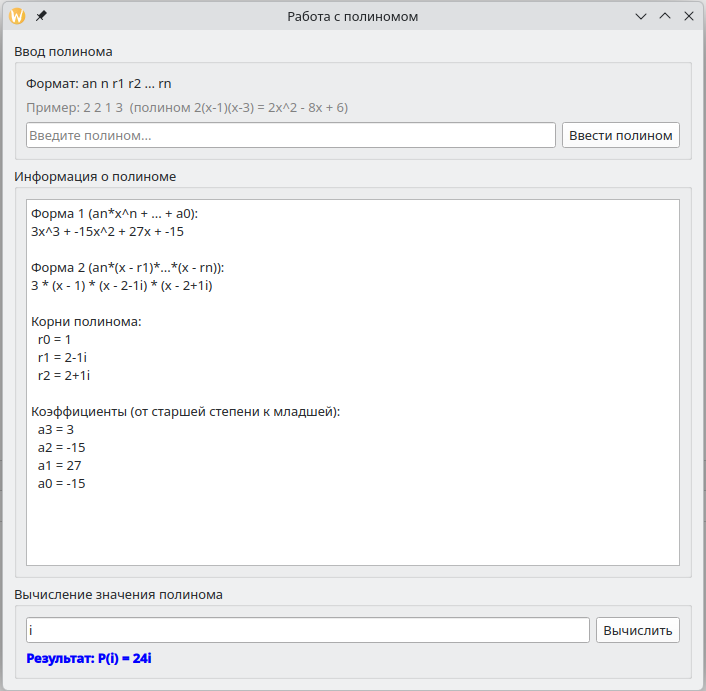 Работа с полиномом
Ввод полинома
Формат: an n r1 r2 ... rn
Пример: 2 2 1 3 (полином 2(x-1)(x-3) = 2x^2 - 8x + 6)
Введите полином...
Ввести полином
Информация о полиноме
Форма 1 (an*x^n + ... + a0):
3x^3 + -15x^2 + 27x + -15
Форма 2 (an*(x - r1)*...*(x - rn)):
3 * (x - 1) * (x - 2-1i) * (x - 2+1i)
Корни полинома:
r0 = 1
r1 = 2-1i
r2 = 2+1i
Коэффициенты (от старшей степени к младшей):
a3 = 3
a2 = -15
a1 = 27
a0 = -15
Вычисление значения полинома
i
Вычислить
Результат: P(i) = 24i